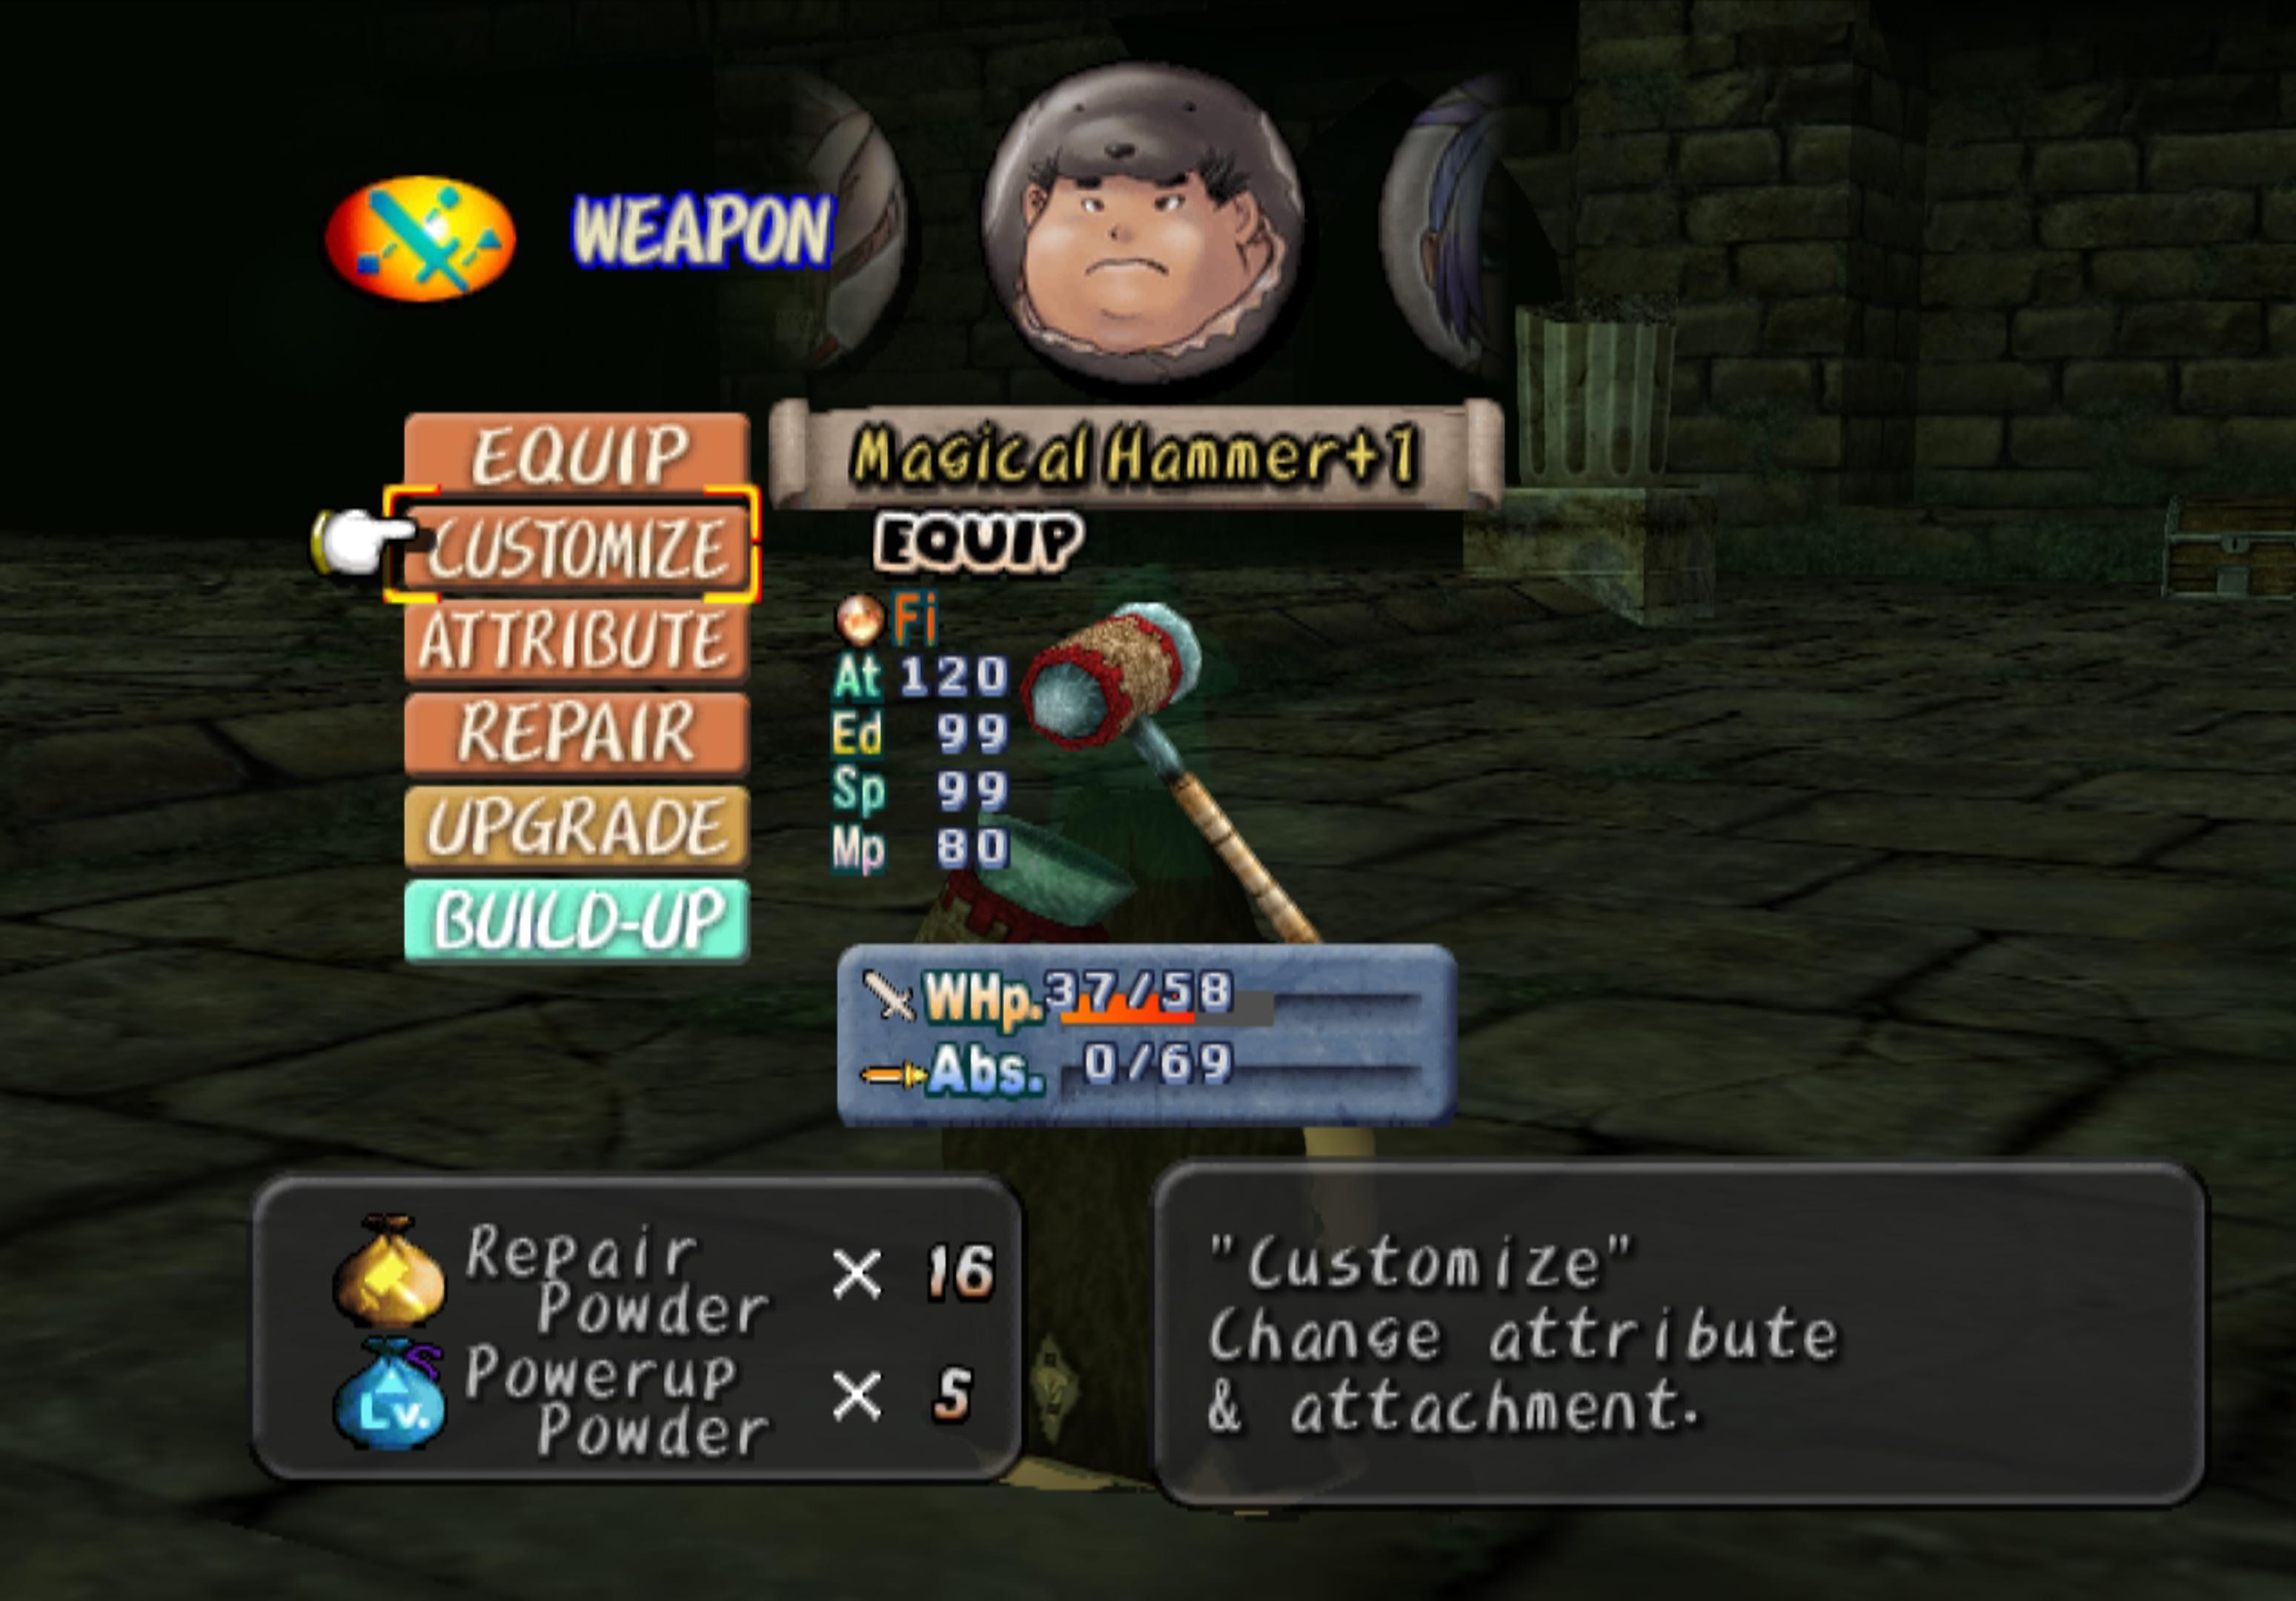 WEAPON
Magical Hammer+1
EQUIP
CUSTOMIZE
ATTRIBUTE
REPAIR
UPGRADE
BUILD-UP
EQUIP
Fi
At 120
Ed 99
Sp 99
Mp 80
WHp. 37/58
Abs. 0/69
Repair
Powder × 16
Powerup
Lv. Powder × 5
"Customize"
Change attribute
& attachment.